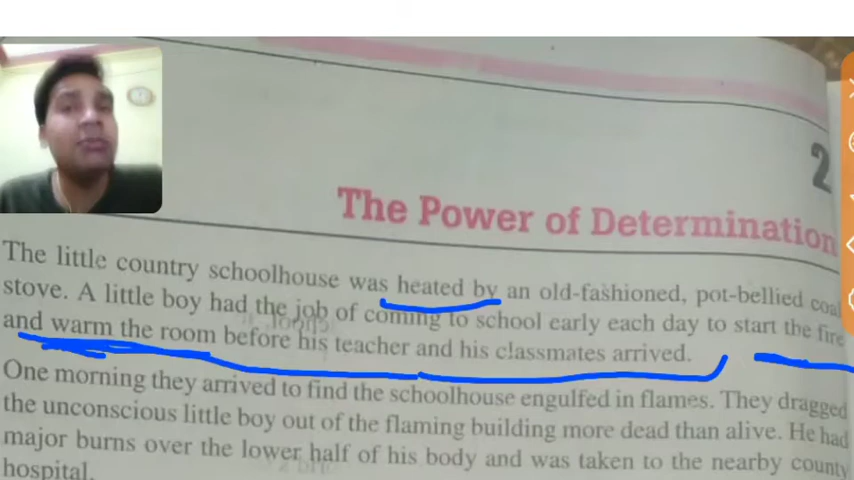 2
The Power of Determination
The little country schoolhouse was heated by an old-fashioned, pot-bellied coal
stove. A little boy had the job of coming to school early each day to start the fire
and warm the room before his teacher and his classmates arrived.
One morning they arrived to find the schoolhouse engulfed in flames. They dragged
the unconscious little boy out of the flaming building more dead than alive. He had
major burns over the lower half of his body and was taken to the nearby county
hospital.